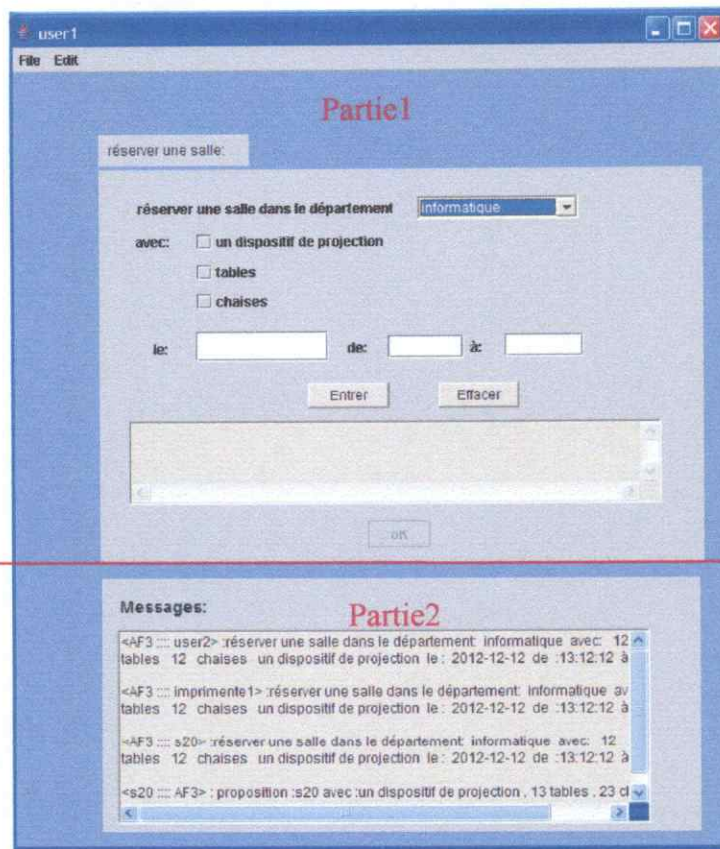 user1
File Edit
Partie1
réserver une salle:
réserver une salle dans le département informatique
avec: un dispositif de projection
tables
chaises
le: de: à:
Entrer Effacer
oK
Messages:
Partie2
<AF3 :::: user2> :réserver une salle dans le département: informatique avec: 12
tables 12 chaises un dispositif de projection le : 2012-12-12 de :13:12:12 à
<AF3 :::: imprimente1> :réserver une salle dans le département: informatique av
tables 12 chaises un dispositif de projection le : 2012-12-12 de :13:12:12 à
<AF3 :::: s20> :réserver une salle dans le département: informatique avec: 12
tables 12 chaises un dispositif de projection le : 2012-12-12 de :13:12:12 à
<s20 :::: AF3> : proposition :s20 avec :un dispositif de projection , 13 tables , 23 cl